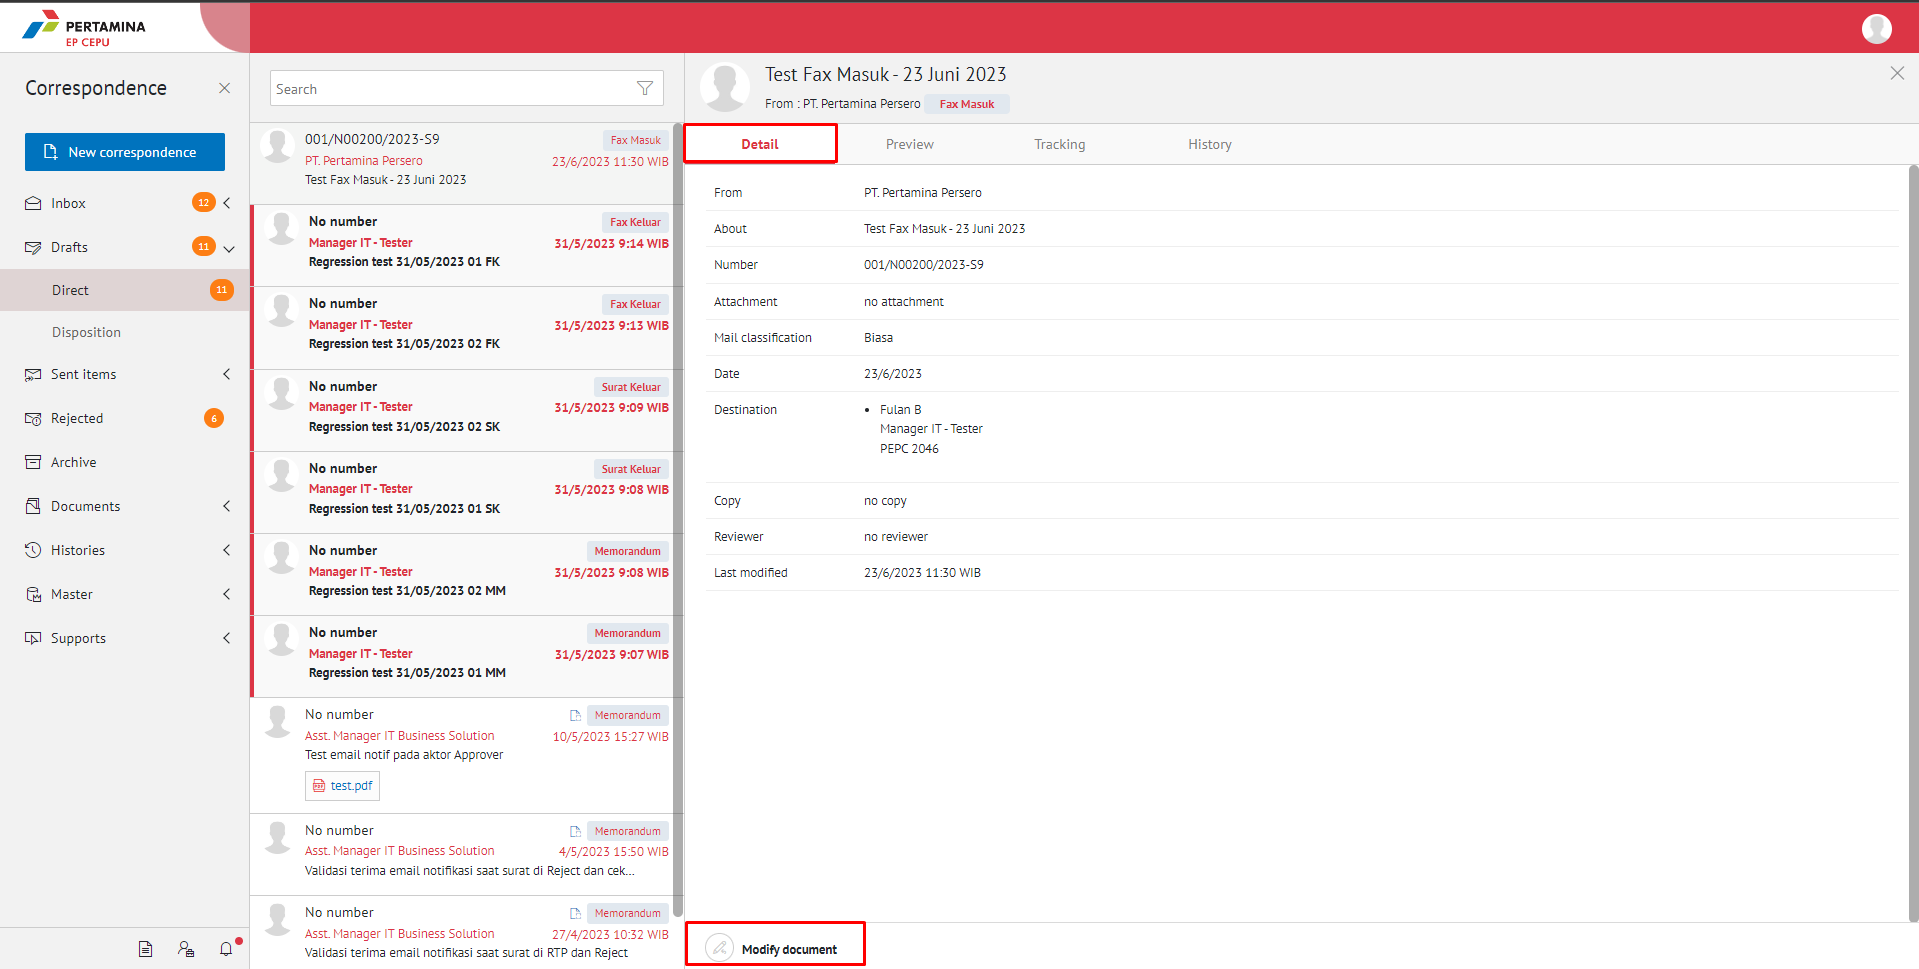 PERTAMINA
EP CEPU
Correspondence
New correspondence
Inbox 12
Drafts 11
Direct 11
Disposition
Sent items
Rejected 6
Archive
Documents
Histories
Master
Supports
Search
001/N00200/2023-S9 Fax Masuk
PT. Pertamina Persero 23/6/2023 11:30 WIB
Test Fax Masuk - 23 Juni 2023
No number Fax Keluar
Manager IT - Tester 31/5/2023 9:14 WIB
Regression test 31/05/2023 01 FK
No number Fax Keluar
Manager IT - Tester 31/5/2023 9:13 WIB
Regression test 31/05/2023 02 FK
No number Surat Keluar
Manager IT - Tester 31/5/2023 9:09 WIB
Regression test 31/05/2023 02 SK
No number Surat Keluar
Manager IT - Tester 31/5/2023 9:08 WIB
Regression test 31/05/2023 01 SK
No number Memorandum
Manager IT - Tester 31/5/2023 9:08 WIB
Regression test 31/05/2023 02 MM
No number Memorandum
Manager IT - Tester 31/5/2023 9:07 WIB
Regression test 31/05/2023 01 MM
No number Memorandum
Asst. Manager IT Business Solution 10/5/2023 15:27 WIB
Test email notif pada aktor Approver
PDF test.pdf
No number Memorandum
Asst. Manager IT Business Solution 4/5/2023 15:50 WIB
Validasi terima email notifikasi saat surat di Reject dan cek...
No number Memorandum
Asst. Manager IT Business Solution 27/4/2023 10:32 WIB
Validasi terima email notifikasi saat surat di RTP dan Reject
Test Fax Masuk - 23 Juni 2023
From : PT. Pertamina Persero Fax Masuk
Detail Preview Tracking History
From PT. Pertamina Persero
About Test Fax Masuk - 23 Juni 2023
Number 001/N00200/2023-S9
Attachment no attachment
Mail classification Biasa
Date 23/6/2023
Destination • Fulan B
Manager IT - Tester
PEPC 2046
Copy no copy
Reviewer no reviewer
Last modified 23/6/2023 11:30 WIB
Modify document